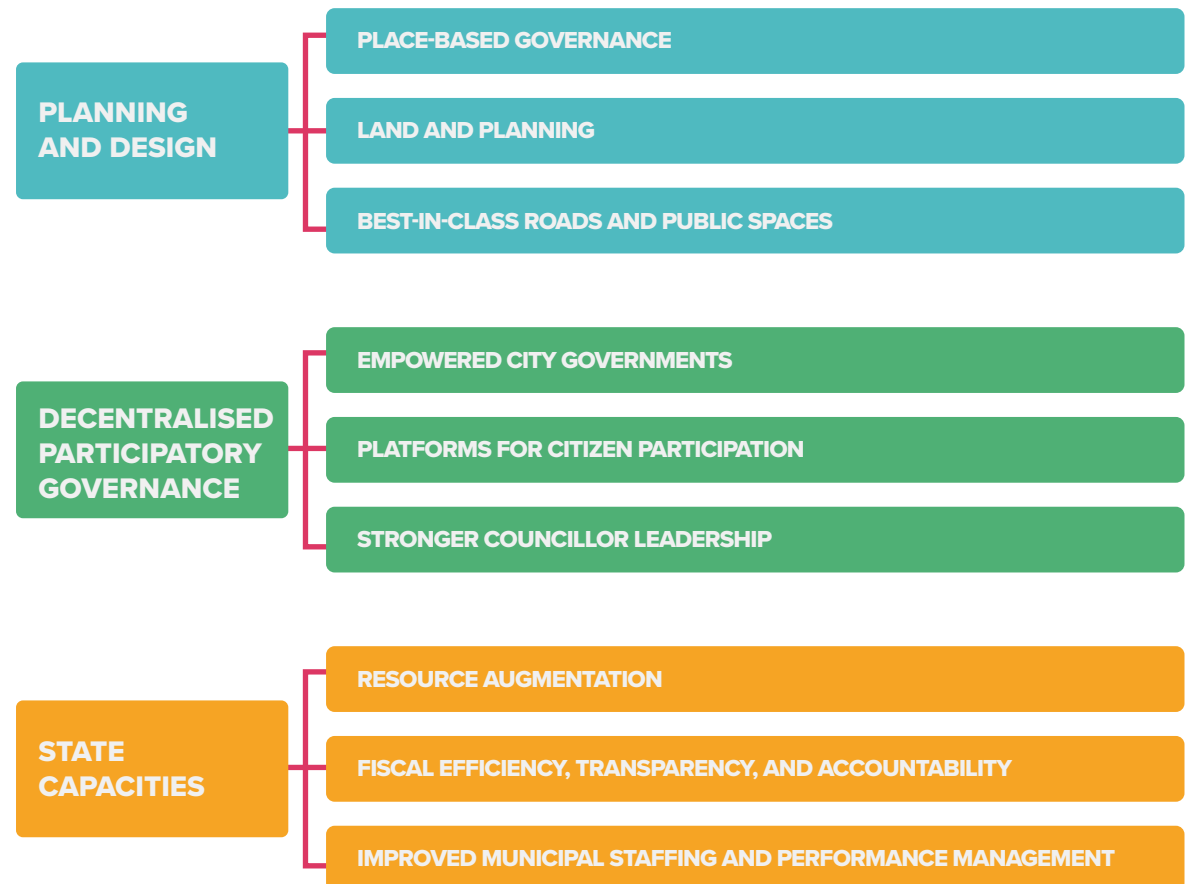 PLANNING
AND DESIGN
PLACE-BASED GOVERNANCE
LAND AND PLANNING
BEST-IN-CLASS ROADS AND PUBLIC SPACES
DECENTRALISED
PARTICIPATORY
GOVERNANCE
EMPOWERED CITY GOVERNMENTS
PLATFORMS FOR CITIZEN PARTICIPATION
STRONGER COUNCILLOR LEADERSHIP
STATE
CAPACITIES
RESOURCE AUGMENTATION
FISCAL EFFICIENCY, TRANSPARENCY, AND ACCOUNTABILITY
IMPROVED MUNICIPAL STAFFING AND PERFORMANCE MANAGEMENT